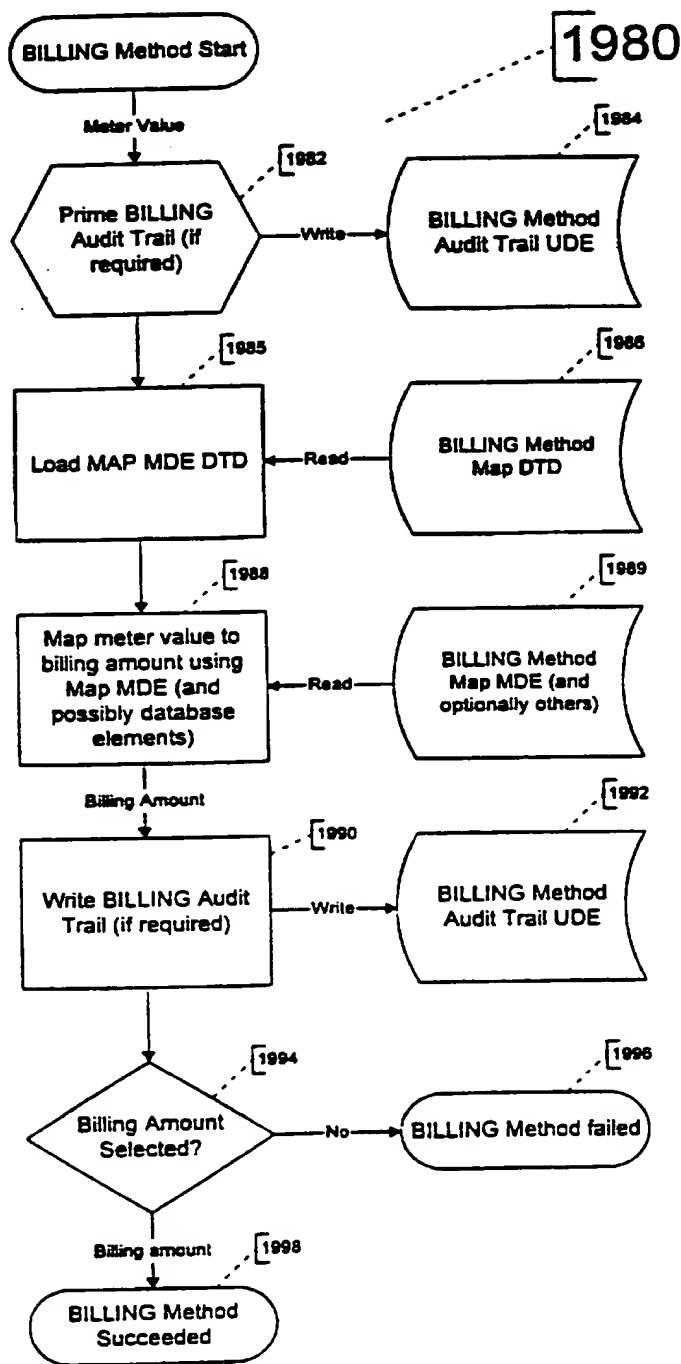 1980
BILLING Method Start
Meter Value
1982
1984
Prime BILLING
Audit Trail (if
required)
Write
BILLING Method
Audit Trail UDE
1985
1986
Load MAP MDE DTD
Read
BILLING Method
Map DTD
1988
1989
Map meter value to
billing amount using
Map MDE (and
possibly database
elements)
Read
BILLING Method
Map MDE (and
optionally others)
Billing Amount
1990
1992
Write BILLING Audit
Trail (if required)
Write
BILLING Method
Audit Trail UDE
1994
1996
Billing Amount
Selected?
No
BILLING Method failed
Billing amount
1998
BILLING Method
Succeeded